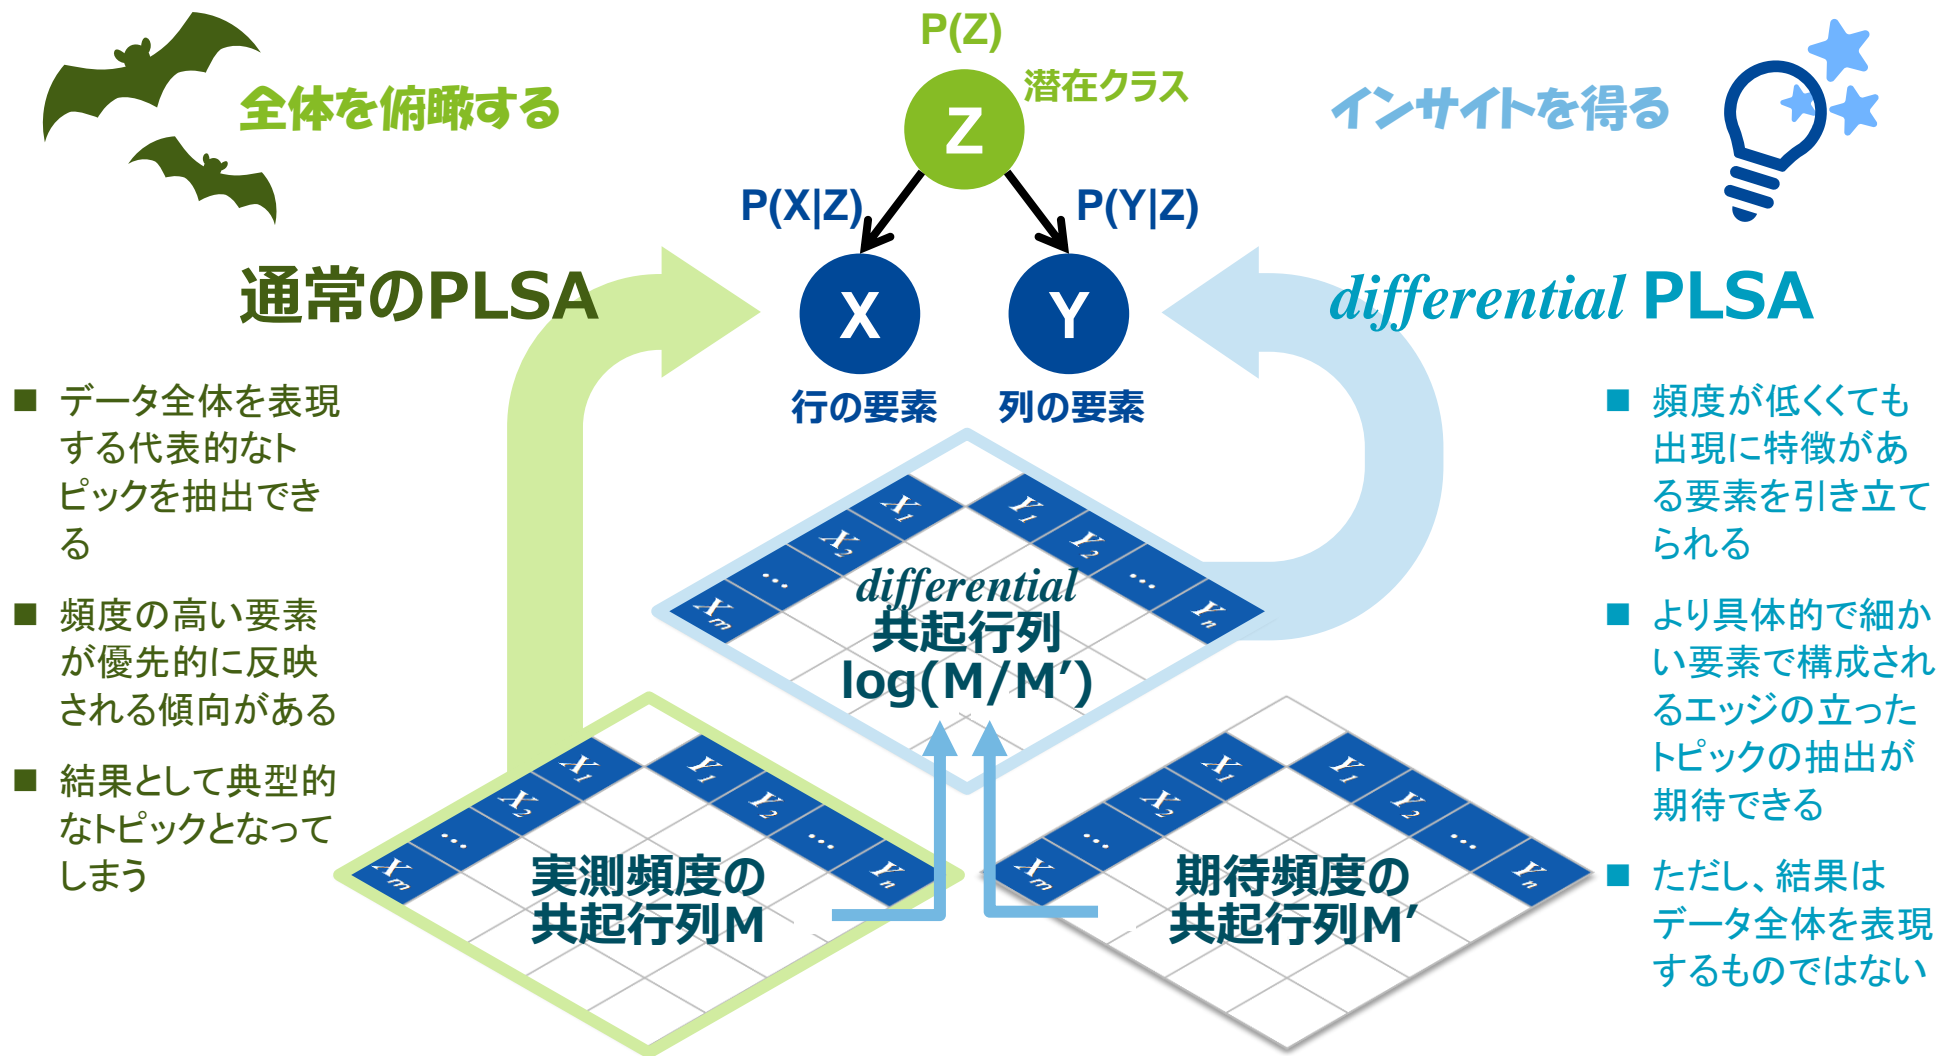 全体を俯瞰する
P(Z)
潜在クラス
Z
P(X|Z)
P(Y|Z)
X
Y
行の要素
列の要素
インサイトを得る
通常のPLSA
■ データ全体を表現
する代表的なト
ピックを抽出でき
る
■ 頻度の高い要素
が優先的に反映
される傾向がある
■ 結果として典型的
なトピックとなって
しまう
differential PLSA
■ 頻度が低くくても
出現に特徴があ
る要素を引き立て
られる
■ より具体的で細か
い要素で構成され
るエッジの立った
トピックの抽出が
期待できる
■ ただし、結果は
データ全体を表現
するものではない
X1
X2
…
Xm
Y1
Y2
…
Yn
differential
共起行列
log(M/M′)
X1
X2
…
Xm
Y1
Y2
…
Yn
実測頻度の
共起行列M
X1
X2
…
Xm
Y1
Y2
…
Yn
期待頻度の
共起行列M′